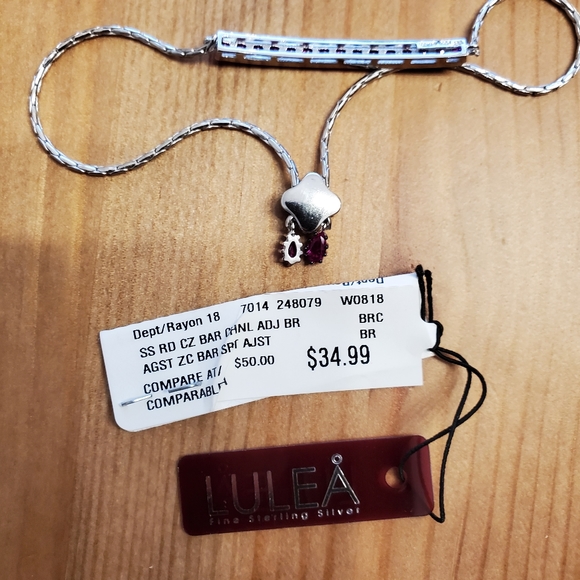 Dept/Rayon 18 7014 248079 W0818
SS RD CZ BAR CHNL ADJ BR BRC
AGST ZC BAR SPT AJST BR
COMPARE AT/ $50.00 $34.99
COMPARABLE
LULEÅ
Fine Sterling Silver